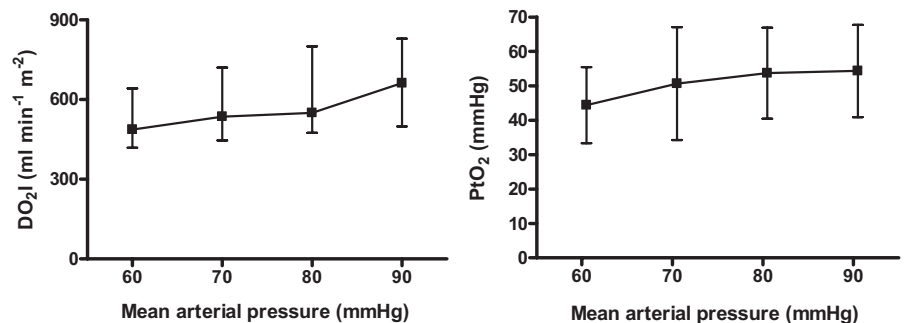 900
600
300
0
DO₂I (ml min⁻¹ m⁻²)
60 70 80 90
Mean arterial pressure (mmHg)
70
60
50
40
30
20
10
0
PtO₂ (mmHg)
60 70 80 90
Mean arterial pressure (mmHg)